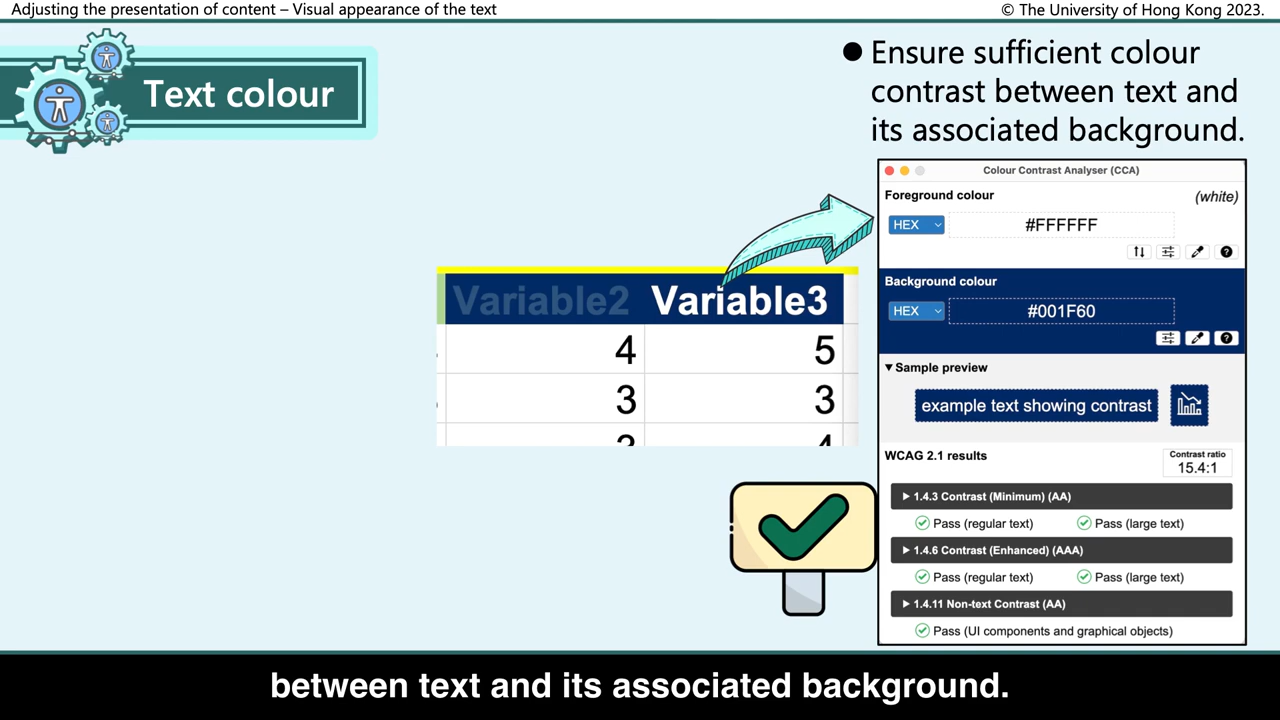 Adjusting the presentation of content – Visual appearance of the text
© The University of Hong Kong 2023.
Text colour
Ensure sufficient colour
contrast between text and
its associated background.
Variable2 Variable3
4 5
3 3
Colour Contrast Analyser (CCA)
Foreground colour (white)
HEX #FFFFFF
Background colour
HEX #001F60
Sample preview
example text showing contrast
WCAG 2.1 results
Contrast ratio
15.4:1
1.4.3 Contrast (Minimum) (AA)
Pass (regular text) Pass (large text)
1.4.6 Contrast (Enhanced) (AAA)
Pass (regular text) Pass (large text)
1.4.11 Non-text Contrast (AA)
Pass (UI components and graphical objects)
between text and its associated background.